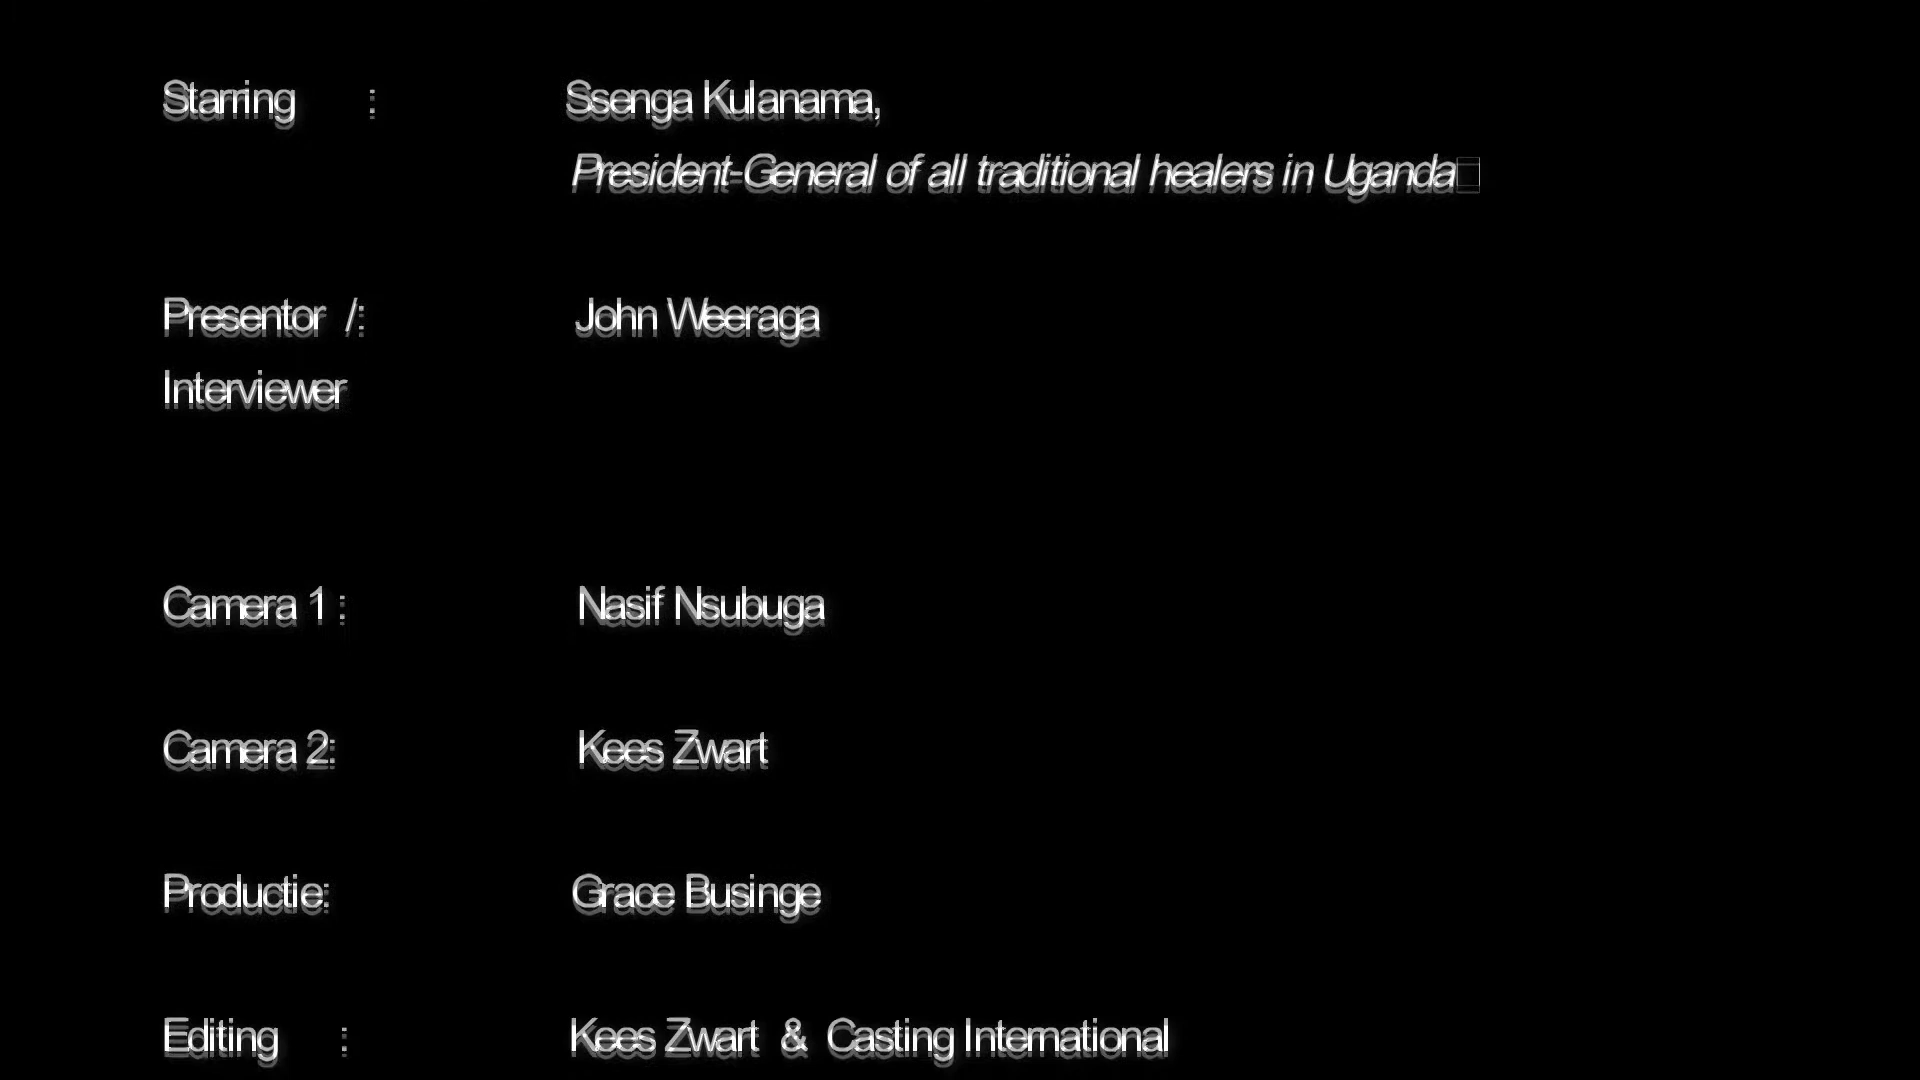 Starring : Ssenga Kulanama,
President-General of all traditional healers in Uganda
Presentor /: John Weeraga
Interviewer
Camera 1 : Nasif Nsubuga
Camera 2: Kees Zwart
Productie: Grace Businge
Editing : Kees Zwart & Casting International